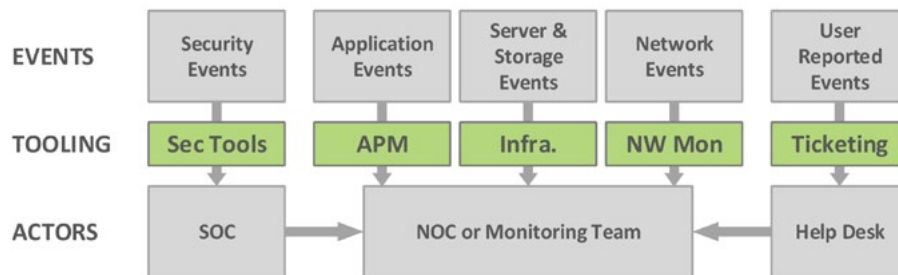 EVENTS
Security
Events
Application
Events
Server &
Storage
Events
Network
Events
User
Reported
Events
TOOLING
Sec Tools
APM
Infra.
NW Mon
Ticketing
ACTORS
SOC
NOC or Monitoring Team
Help Desk